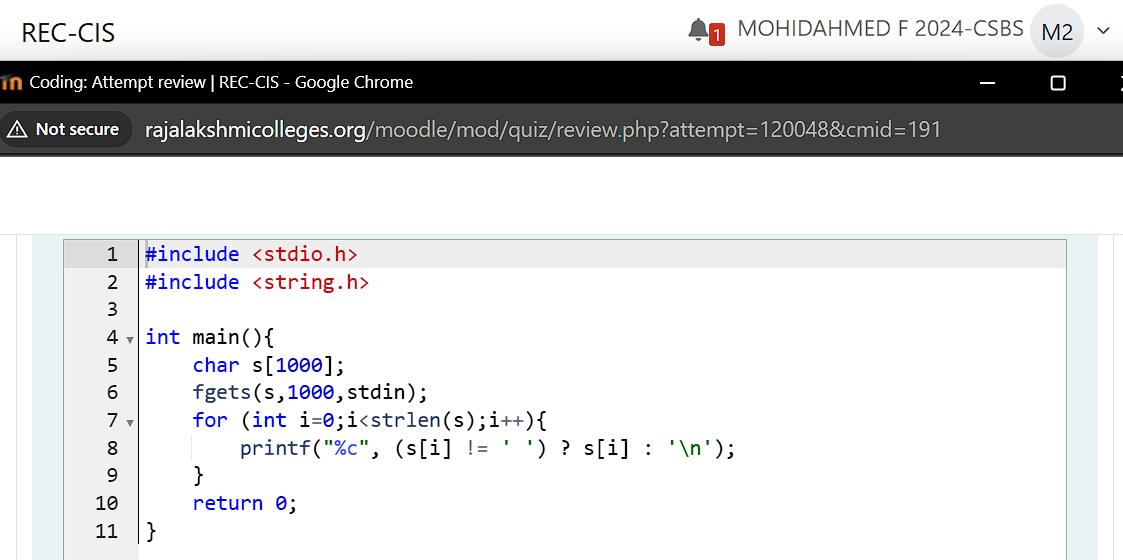 REC-CIS
1 MOHIDAHMED F 2024-CSBS M2
Coding: Attempt review | REC-CIS - Google Chrome
Not secure rajalakshmicolleges.org/moodle/mod/quiz/review.php?attempt=120048&cmid=191
1 #include <stdio.h>
2 #include <string.h>
3
4 int main(){
5     char s[1000];
6     fgets(s,1000,stdin);
7     for (int i=0;i<strlen(s);i++){
8         printf("%c", (s[i] != ' ') ? s[i] : '\n');
9     }
10     return 0;
11 }